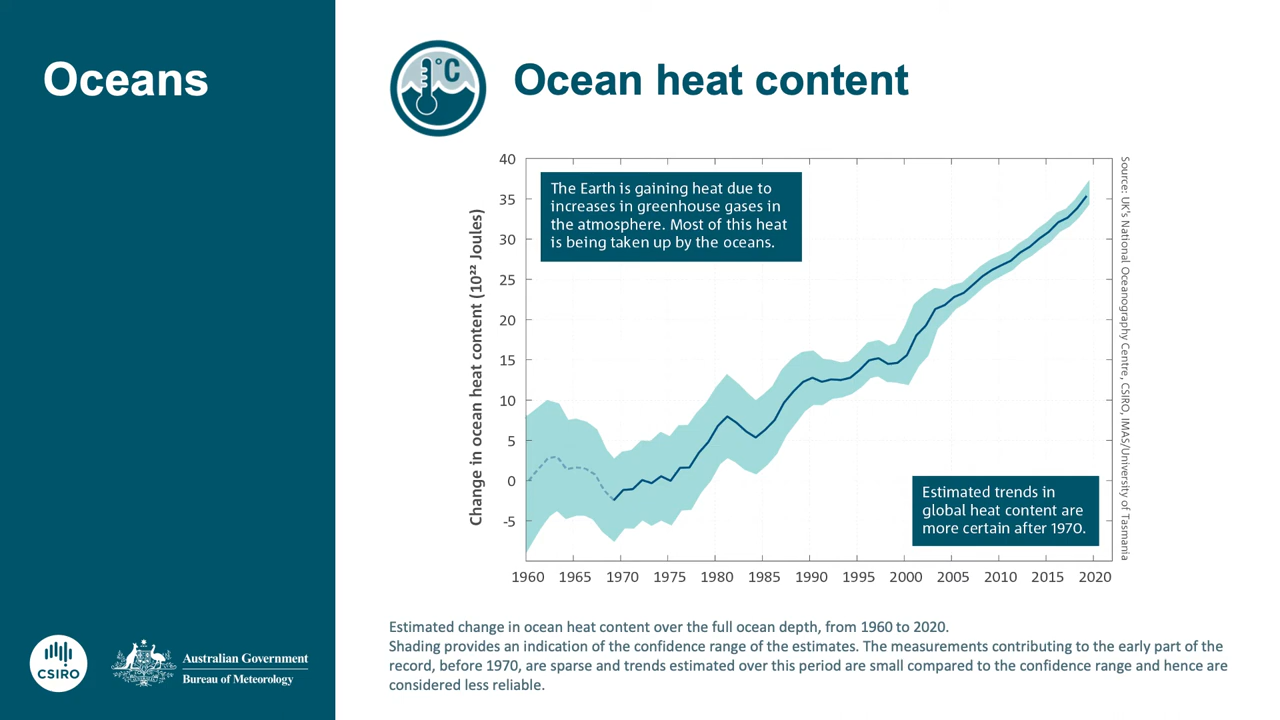 Oceans
°C
Ocean heat content
40
35
30
25
20
15
10
5
0
-5
Change in ocean heat content (10²² Joules)
The Earth is gaining heat due to
increases in greenhouse gases in
the atmosphere. Most of this heat
is being taken up by the oceans.
Estimated trends in
global heat content are
more certain after 1970.
Source: UK's National Oceanography Centre, CSIRO, IMAS/University of Tasmania
1960 1965 1970 1975 1980 1985 1990 1995 2000 2005 2010 2015 2020
Estimated change in ocean heat content over the full ocean depth, from 1960 to 2020.
Shading provides an indication of the confidence range of the estimates. The measurements contributing to the early part of the
record, before 1970, are sparse and trends estimated over this period are small compared to the confidence range and hence are
considered less reliable.
CSIRO
Australian Government
Bureau of Meteorology